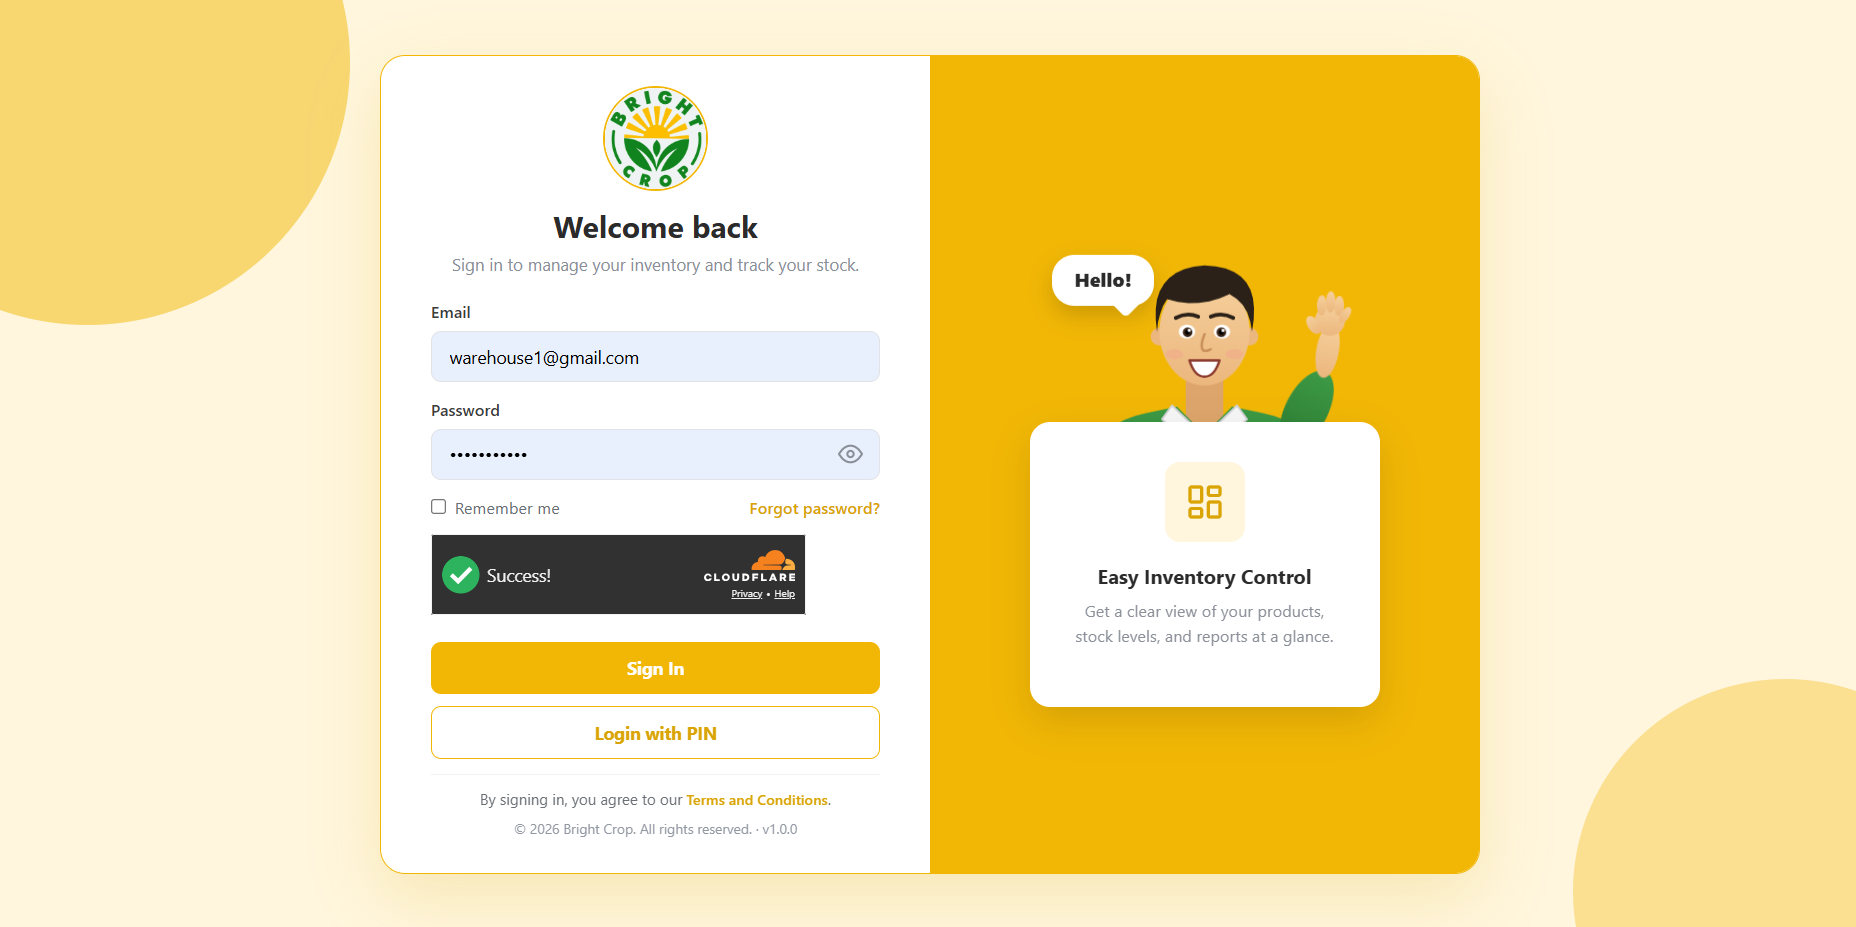 BRIGHT
CROP
Welcome back
Sign in to manage your inventory and track your stock.
Email
warehouse1@gmail.com
Password
•••••••••••
Remember me
Forgot password?
Success!
CLOUDFLARE
Privacy • Help
Sign In
Login with PIN
By signing in, you agree to our Terms and Conditions.
© 2026 Bright Crop. All rights reserved. · v1.0.0
Hello!
Easy Inventory Control
Get a clear view of your products,
stock levels, and reports at a glance.